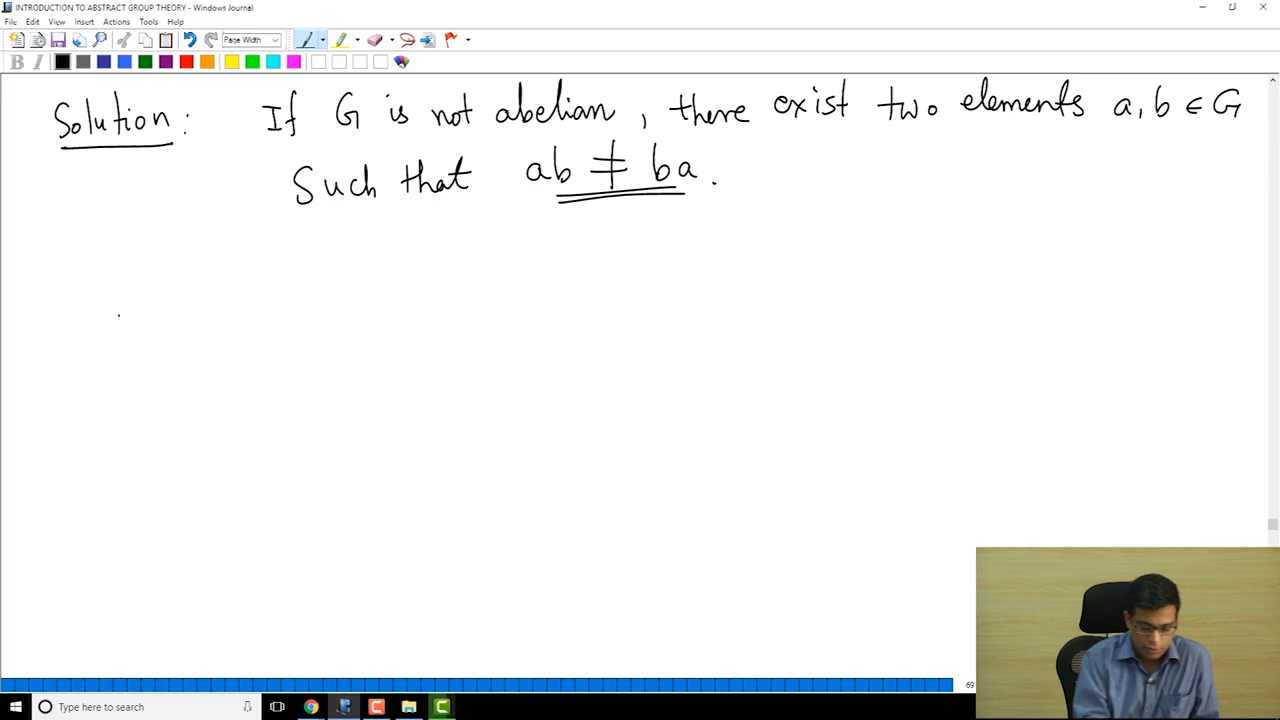 INTRODUCTION TO ABSTRACT GROUP THEORY - Windows Journal
File Edit View Insert Actions Tools Help
Page Width
B I
Solution: If G is not abelian, there exist two elements a, b ∈ G
Such that ab ≠ ba.
69
Type here to search